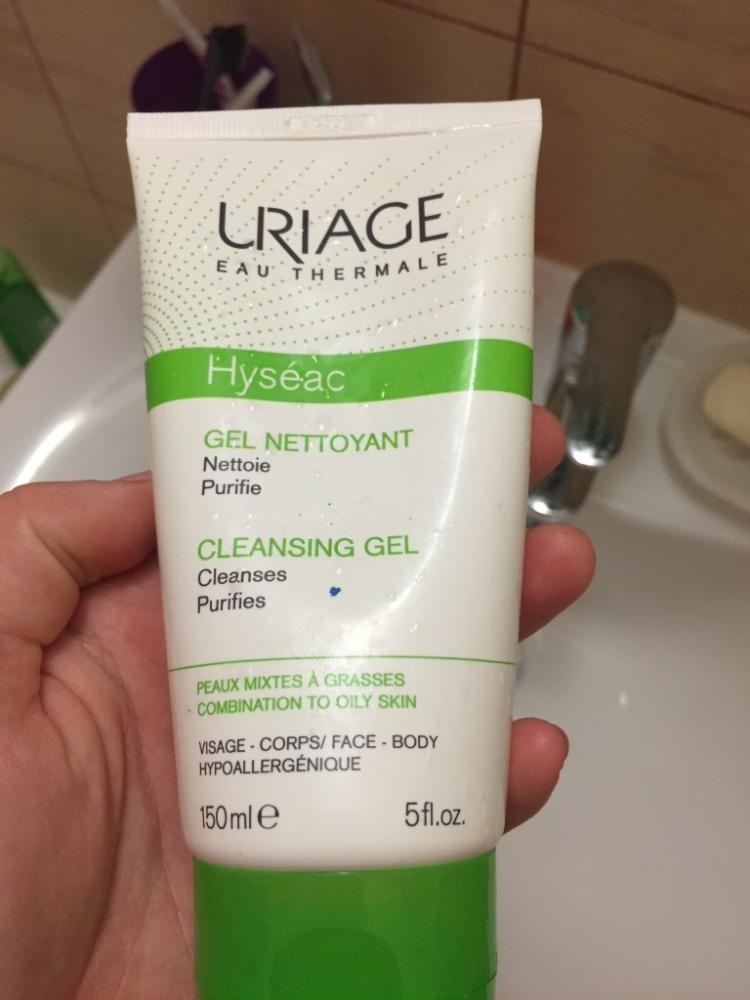 URIAGE
EAU THERMALE
Hyséac
GEL NETTOYANT
Nettoie
Purifie
CLEANSING GEL
Cleanses
Purifies
PEAUX MIXTES À GRASSES
COMBINATION TO OILY SKIN
VISAGE - CORPS/ FACE - BODY
HYPOALLERGÉNIQUE
150ml e 5fl.oz.